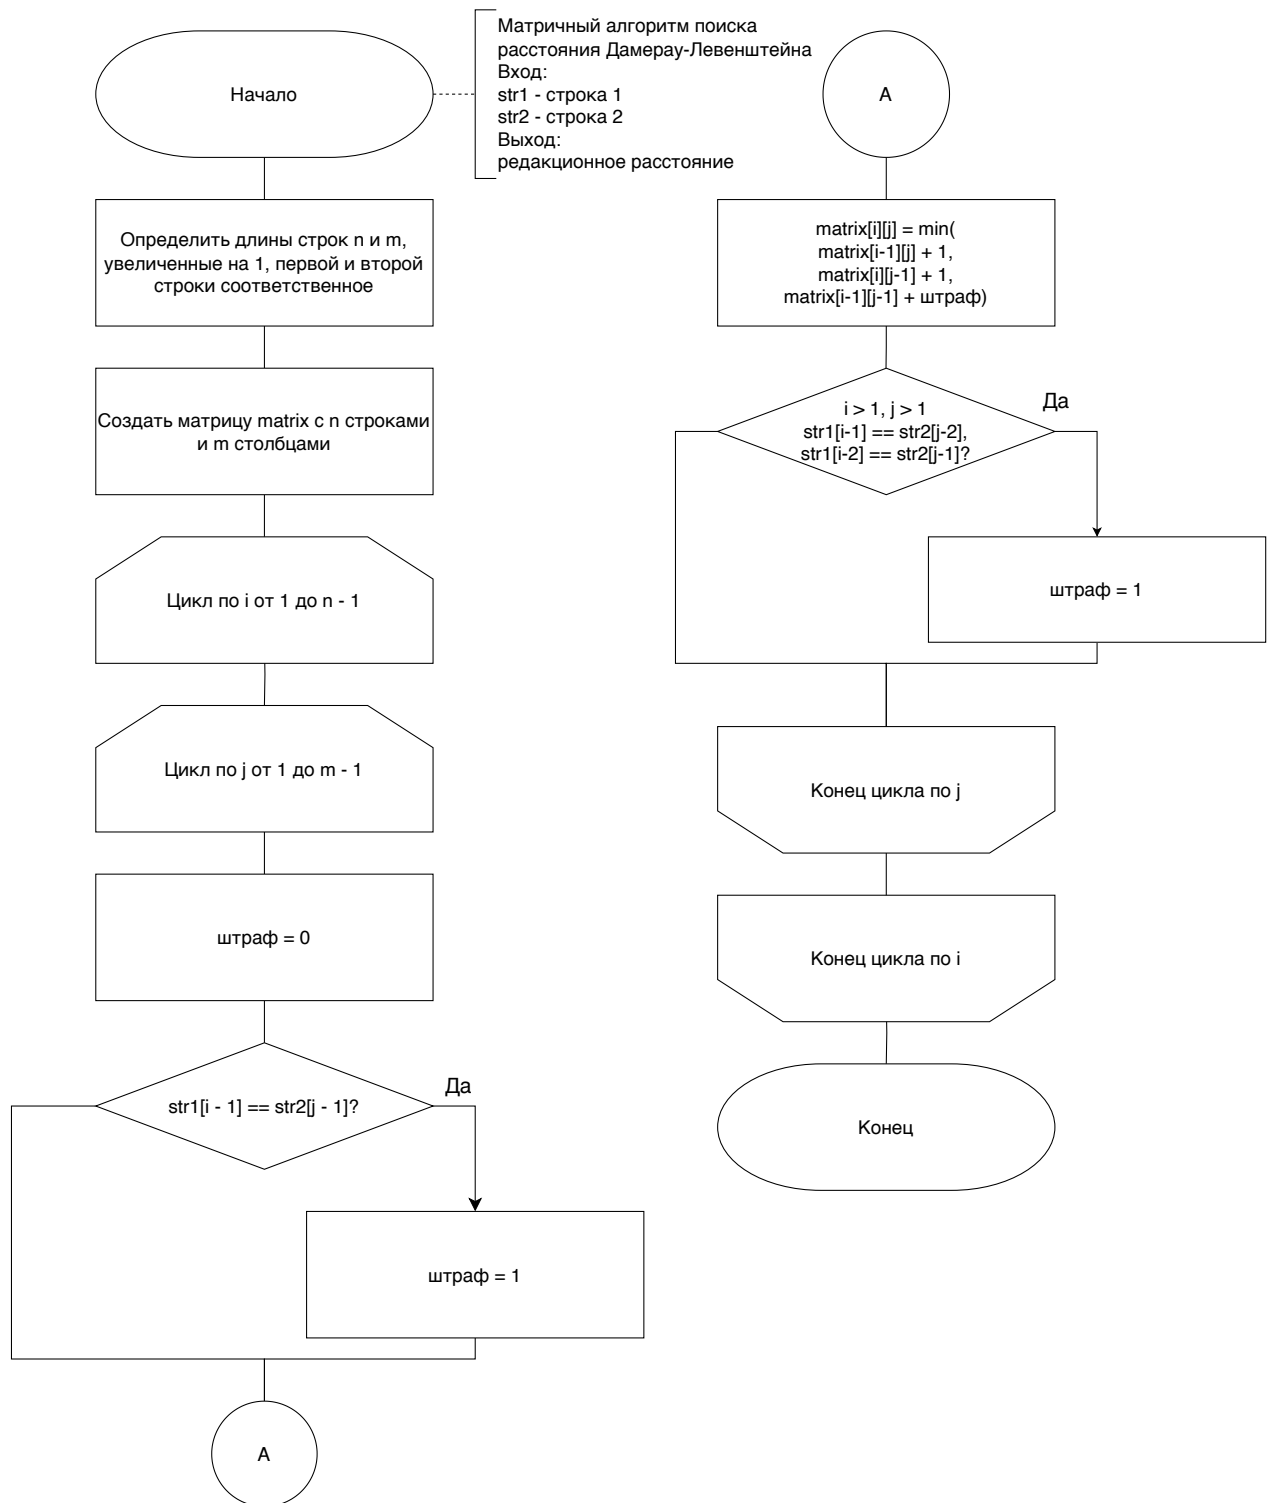 Начало
Матричный алгоритм поиска
расстояния Дамерау-Левенштейна
Вход:
str1 - строка 1
str2 - строка 2
Выход:
редакционное расстояние
Определить длины строк n и m,
увеличенные на 1, первой и второй
строки соответственное
Создать матрицу matrix с n строками
и m столбцами
Цикл по i от 1 до n - 1
Цикл по j от 1 до m - 1
штраф = 0
str1[i - 1] == str2[j - 1]?
Да
штраф = 1
A
A
matrix[i][j] = min(
matrix[i-1][j] + 1,
matrix[i][j-1] + 1,
matrix[i-1][j-1] + штраф)
i > 1, j > 1
str1[i-1] == str2[j-2],
str1[i-2] == str2[j-1]?
Да
штраф = 1
Конец цикла по j
Конец цикла по i
Конец